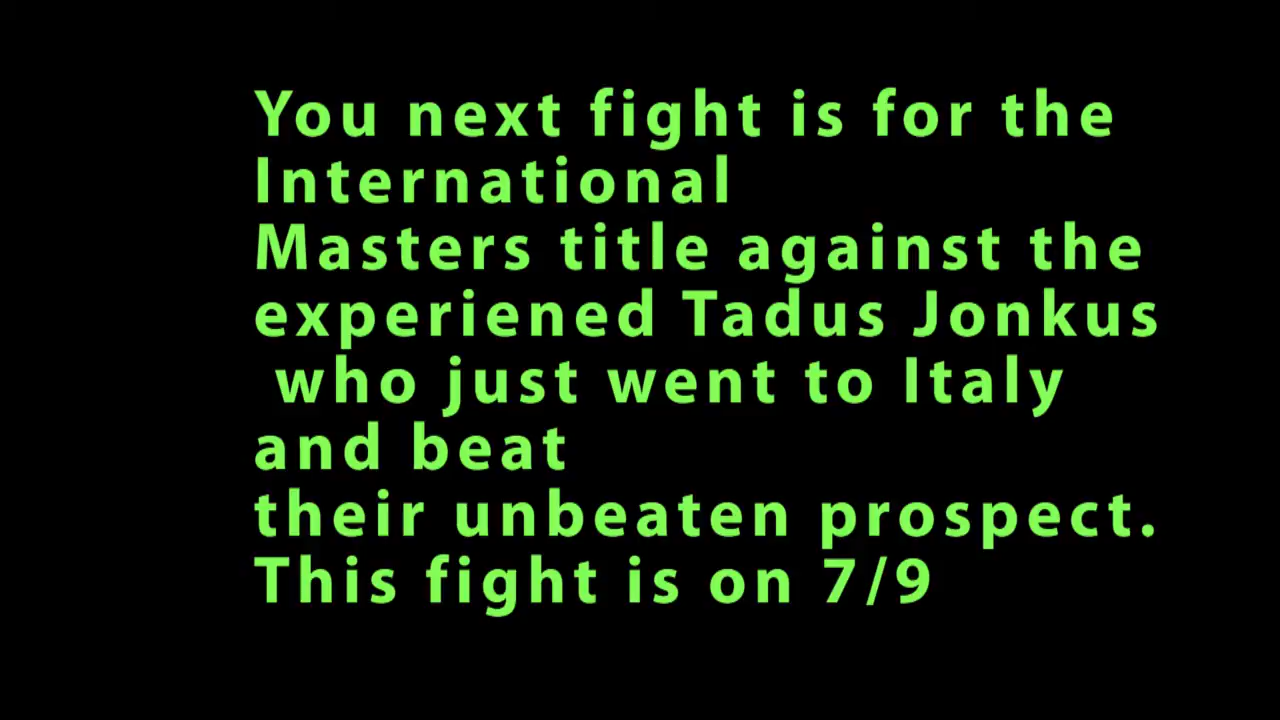 You next fight is for the
International
Masters title against the
experiened Tadus Jonkus
who just went to Italy
and beat
their unbeaten prospect.
This fight is on 7/9